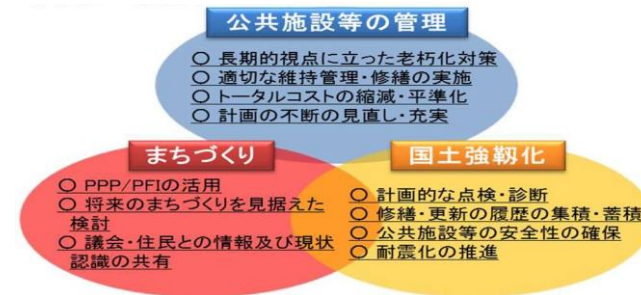 公共施設等の管理
○ 長期的視点に立った老朽化対策
○ 適切な維持管理・修繕の実施
○ トータルコストの縮減・平準化
○ 計画の不断の見直し・充実
まちづくり
○ PPP/PFIの活用
○ 将来のまちづくりを見据えた
検討
○ 議会・住民との情報及び現状
認識の共有
国土強靱化
○ 計画的な点検・診断
○ 修繕・更新の履歴の集積・蓄積
○ 公共施設等の安全性の確保
○ 耐震化の推進